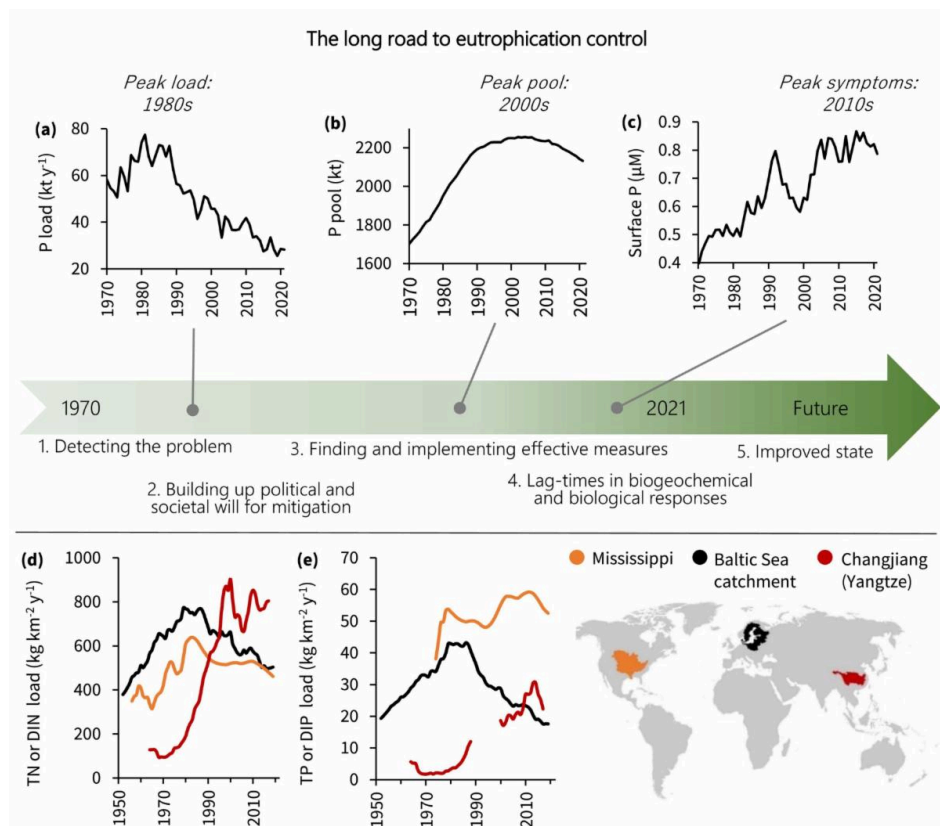 The long road to eutrophication control
Peak load:
1980s
Peak pool:
2000s
Peak symptoms:
2010s
(a)
P load (kt y⁻¹)
80
60
40
20
1970
1980
1990
2000
2010
2020
(b)
P pool (kt)
2200
2000
1800
1600
1970
1980
1990
2000
2010
2020
(c)
Surface P (µM)
0.9
0.8
0.7
0.6
0.5
0.4
1970
1980
1990
2000
2010
2020
1970
2021
Future
1. Detecting the problem
3. Finding and implementing effective measures
5. Improved state
2. Building up political and
societal will for mitigation
4. Lag-times in biogeochemical
and biological responses
(d)
TN or DIN load (kg km⁻² y⁻¹)
1000
800
600
400
200
0
1950
1970
1990
2010
(e)
TP or DIP load (kg km⁻² y⁻¹)
70
60
50
40
30
20
10
0
1950
1970
1990
2010
Mississippi
Baltic Sea
catchment
Changjiang
(Yangtze)